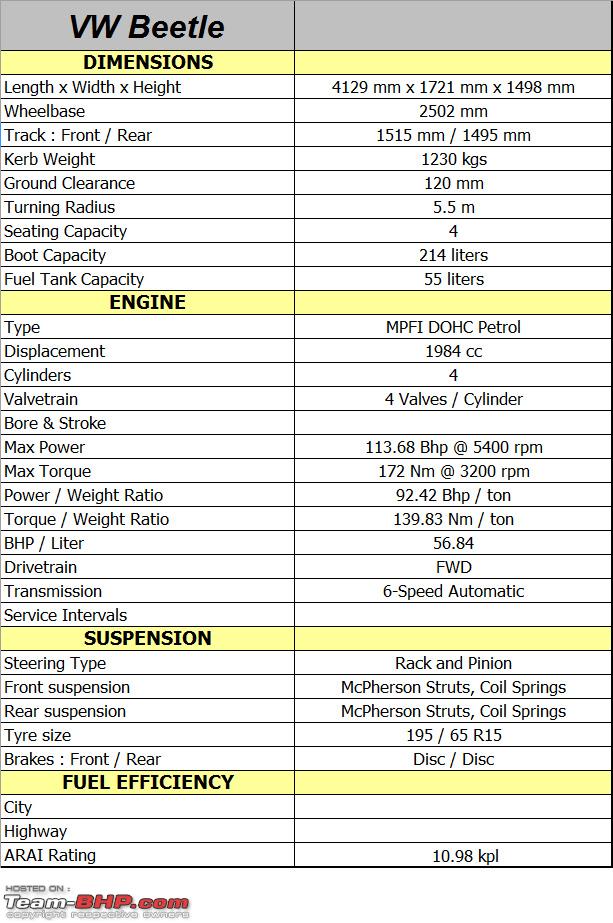 VW Beetle
DIMENSIONS
Length x Width x Height 4129 mm x 1721 mm x 1498 mm
Wheelbase 2502 mm
Track : Front / Rear 1515 mm / 1495 mm
Kerb Weight 1230 kgs
Ground Clearance 120 mm
Turning Radius 5.5 m
Seating Capacity 4
Boot Capacity 214 liters
Fuel Tank Capacity 55 liters
ENGINE
Type MPFI DOHC Petrol
Displacement 1984 cc
Cylinders 4
Valvetrain 4 Valves / Cylinder
Bore & Stroke
Max Power 113.68 Bhp @ 5400 rpm
Max Torque 172 Nm @ 3200 rpm
Power / Weight Ratio 92.42 Bhp / ton
Torque / Weight Ratio 139.83 Nm / ton
BHP / Liter 56.84
Drivetrain FWD
Transmission 6-Speed Automatic
Service Intervals
SUSPENSION
Steering Type Rack and Pinion
Front suspension McPherson Struts, Coil Springs
Rear suspension McPherson Struts, Coil Springs
Tyre size 195 / 65 R15
Brakes : Front / Rear Disc / Disc
FUEL EFFICIENCY
City
Highway
ARAI Rating 10.98 kpl
HOSTED ON :
Team-BHP.com
copyright respective owners